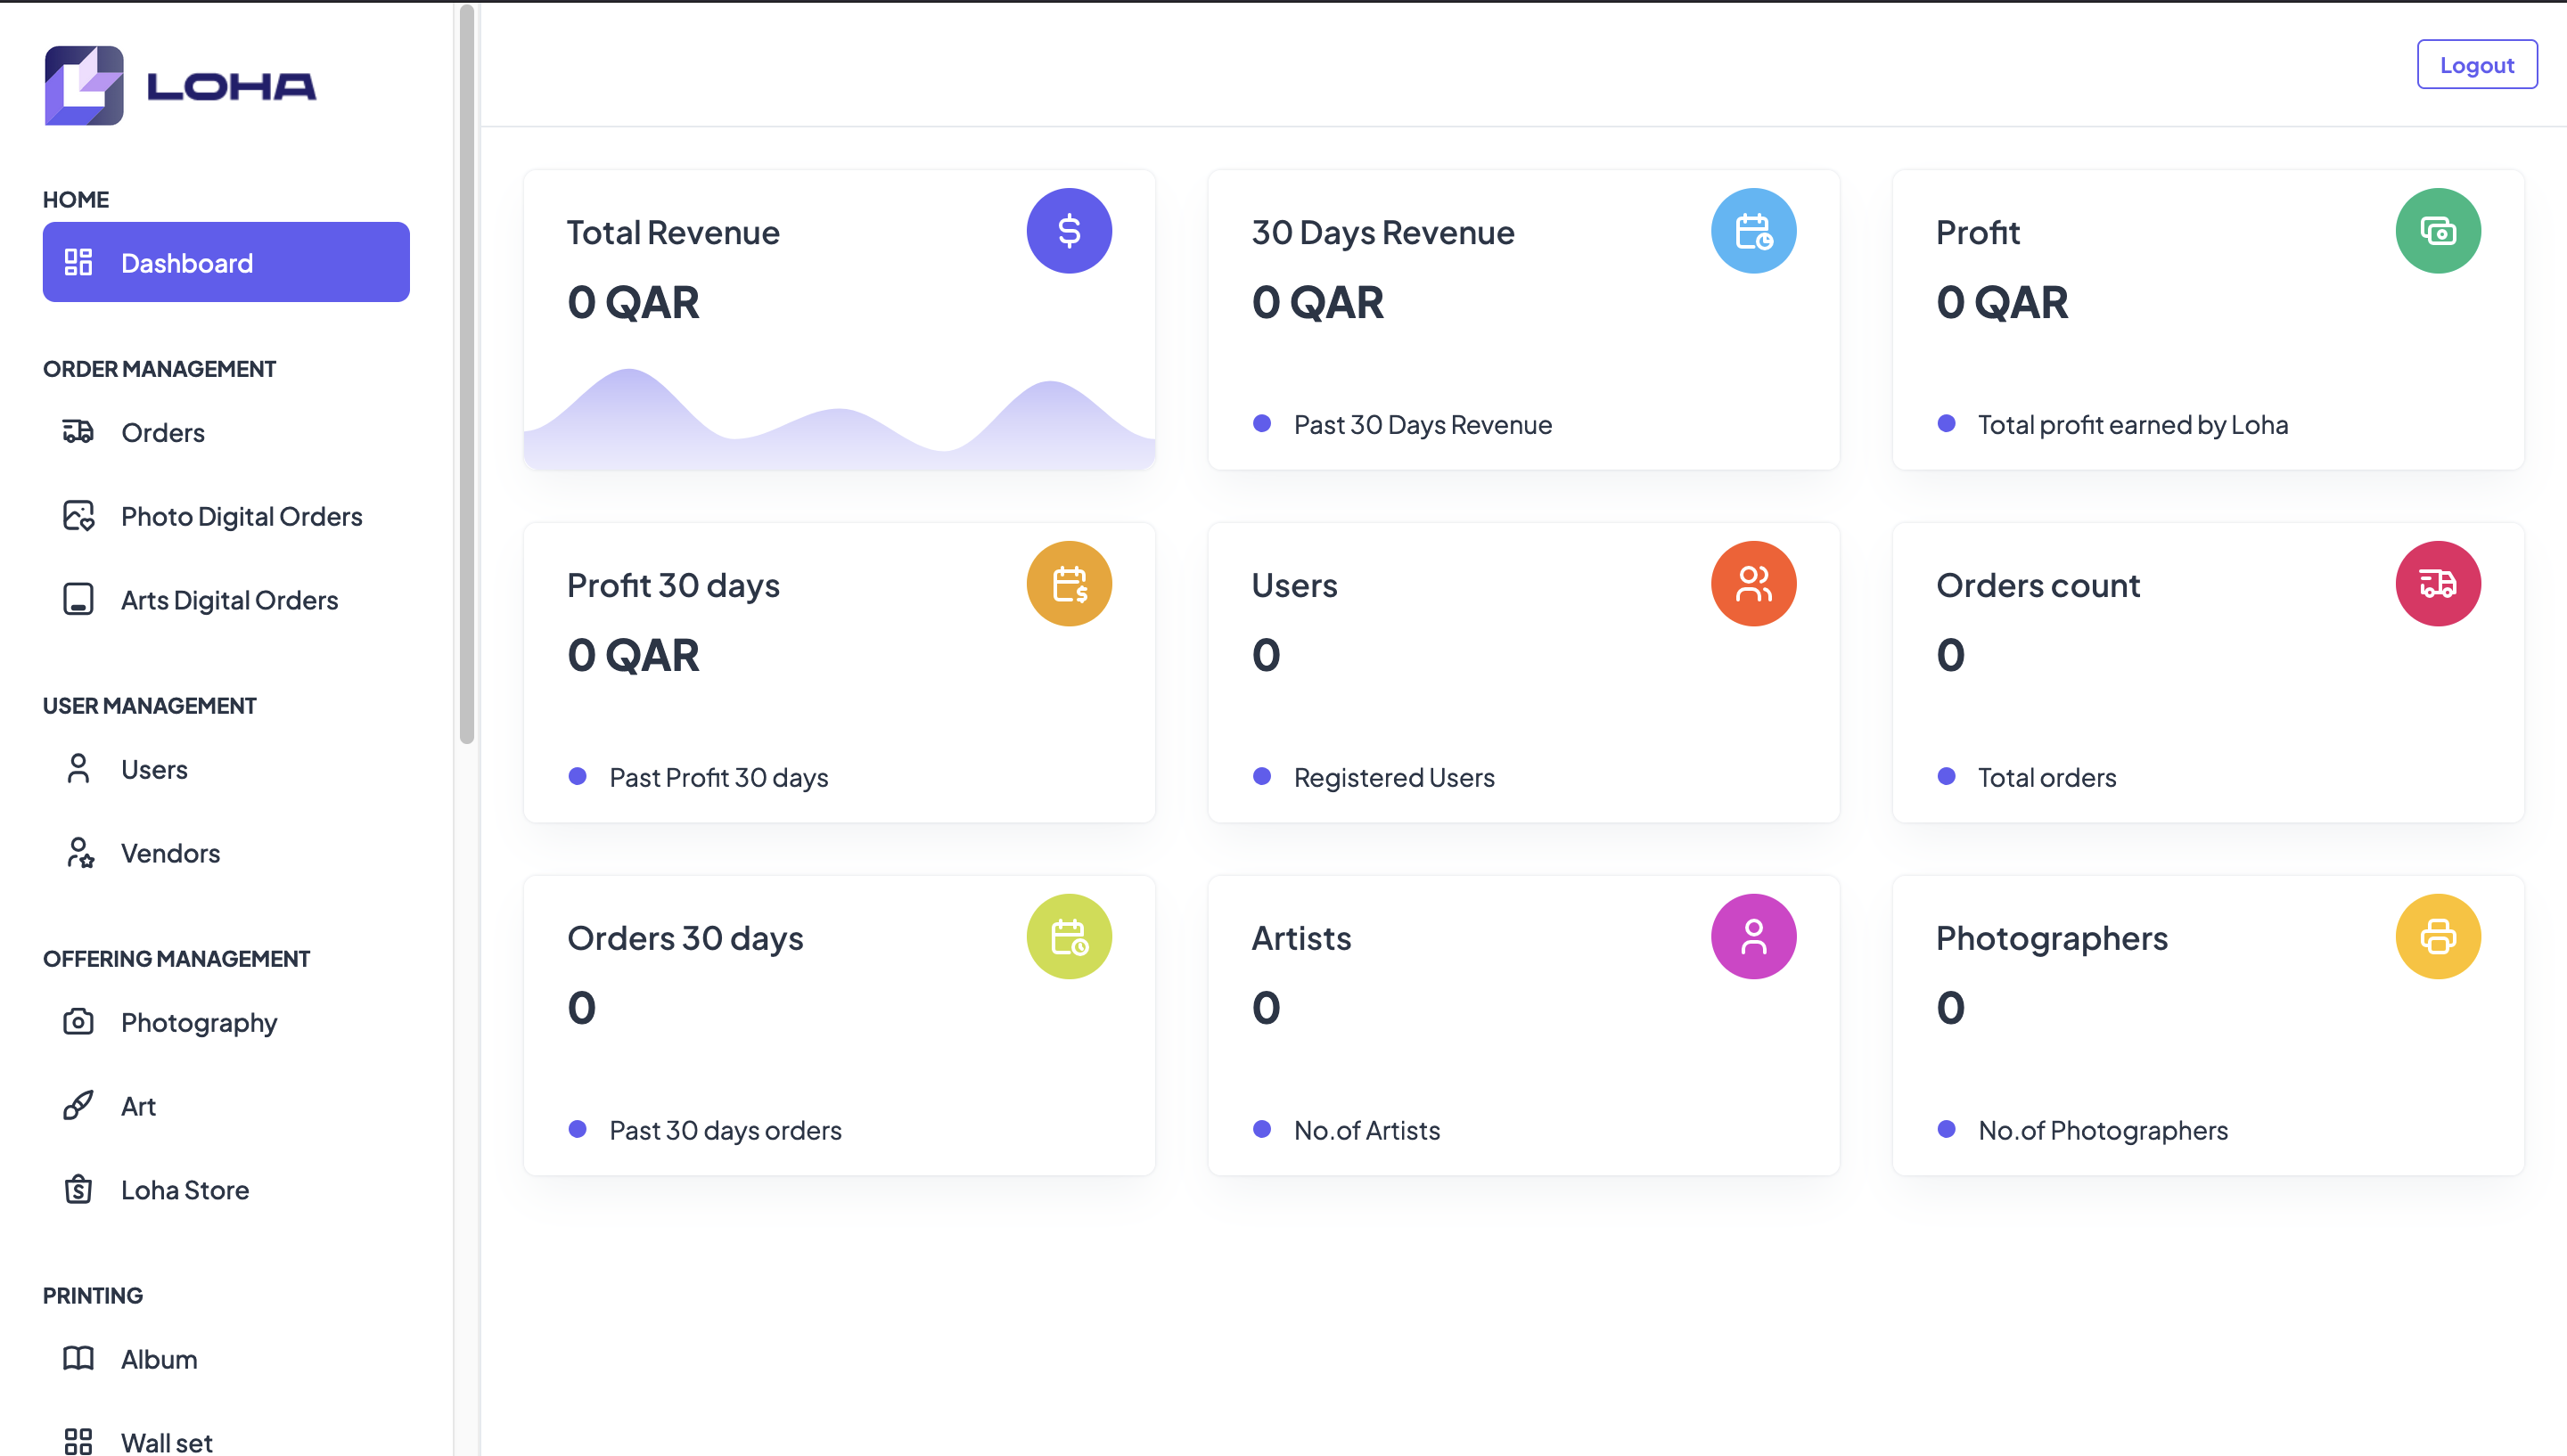 LOHA
Logout
HOME
Dashboard
ORDER MANAGEMENT
Orders
Photo Digital Orders
Arts Digital Orders
USER MANAGEMENT
Users
Vendors
OFFERING MANAGEMENT
Photography
Art
Loha Store
PRINTING
Album
Wall set
Total Revenue
0 QAR
30 Days Revenue
0 QAR
Past 30 Days Revenue
Profit
0 QAR
Total profit earned by Loha
Profit 30 days
0 QAR
Past Profit 30 days
Users
0
Registered Users
Orders count
0
Total orders
Orders 30 days
0
Past 30 days orders
Artists
0
No.of Artists
Photographers
0
No.of Photographers